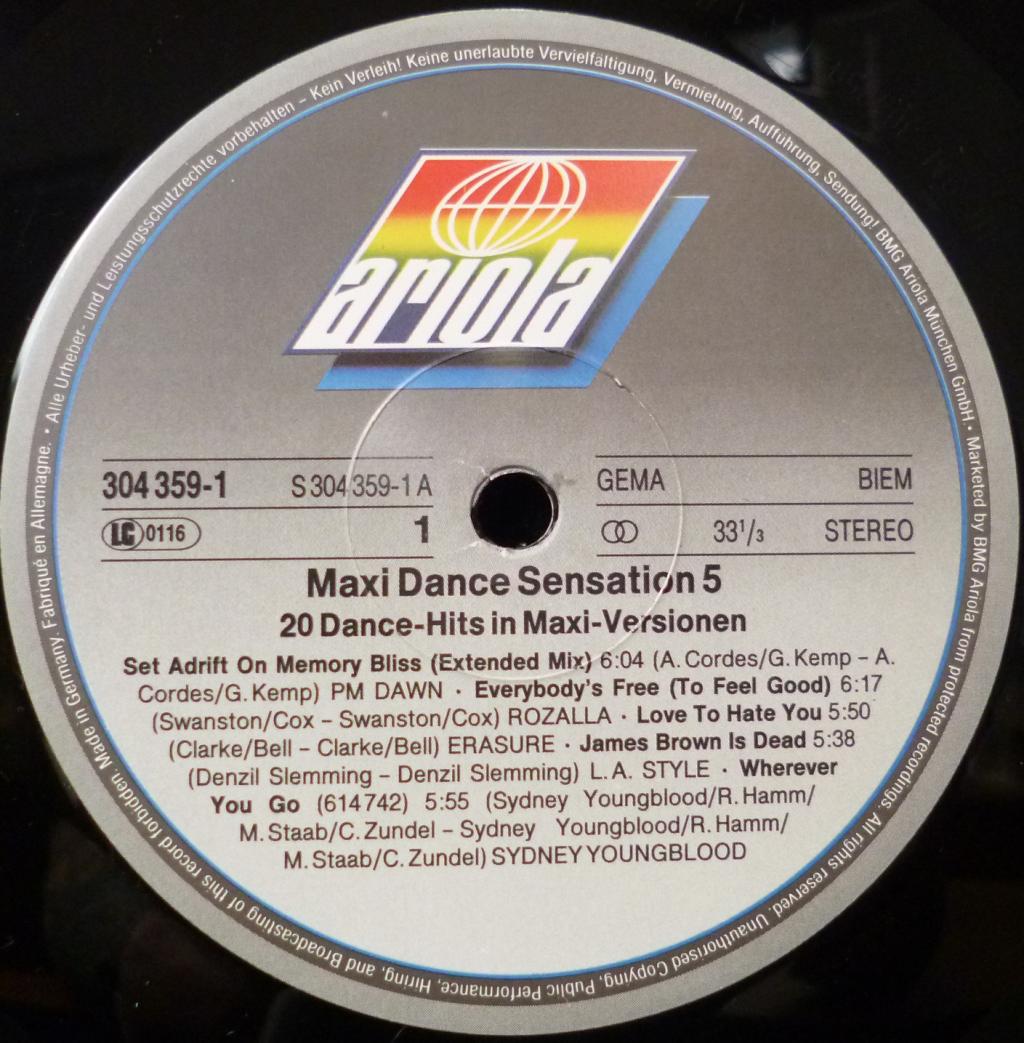 Alle Urheber- und Leistungsschutzrechte vorbehalten – Kein Verleih! Keine unerlaubte Vervielfältigung, Vermietung, Aufführung, Sendung! BMG Ariola München GmbH • Marketed by BMG Ariola from protected recordings. All rights reserved. Unauthorised Copying, Public Performance, Hiring, and Broadcasting of this record forbidden. Made in Germany. Fabriqué en Allemagne. •
ariola
304 359-1 S 304 359-1 A
GEMA BIEM
LC 0116 1
33 1/3 STEREO
Maxi Dance Sensation 5
20 Dance-Hits in Maxi-Versionen
Set Adrift On Memory Bliss (Extended Mix) 6:04 (A. Cordes/G. Kemp – A.
Cordes/G. Kemp) PM DAWN · Everybody's Free (To Feel Good) 6:17
(Swanston/Cox – Swanston/Cox) ROZALLA · Love To Hate You 5:50
(Clarke/Bell – Clarke/Bell) ERASURE · James Brown Is Dead 5:38
(Denzil Slemming – Denzil Slemming) L.A. STYLE · Wherever
You Go (614 742) 5:55 (Sydney Youngblood/R. Hamm/
M. Staab/C. Zundel – Sydney Youngblood/R. Hamm/
M. Staab/C. Zundel) SYDNEY YOUNGBLOOD